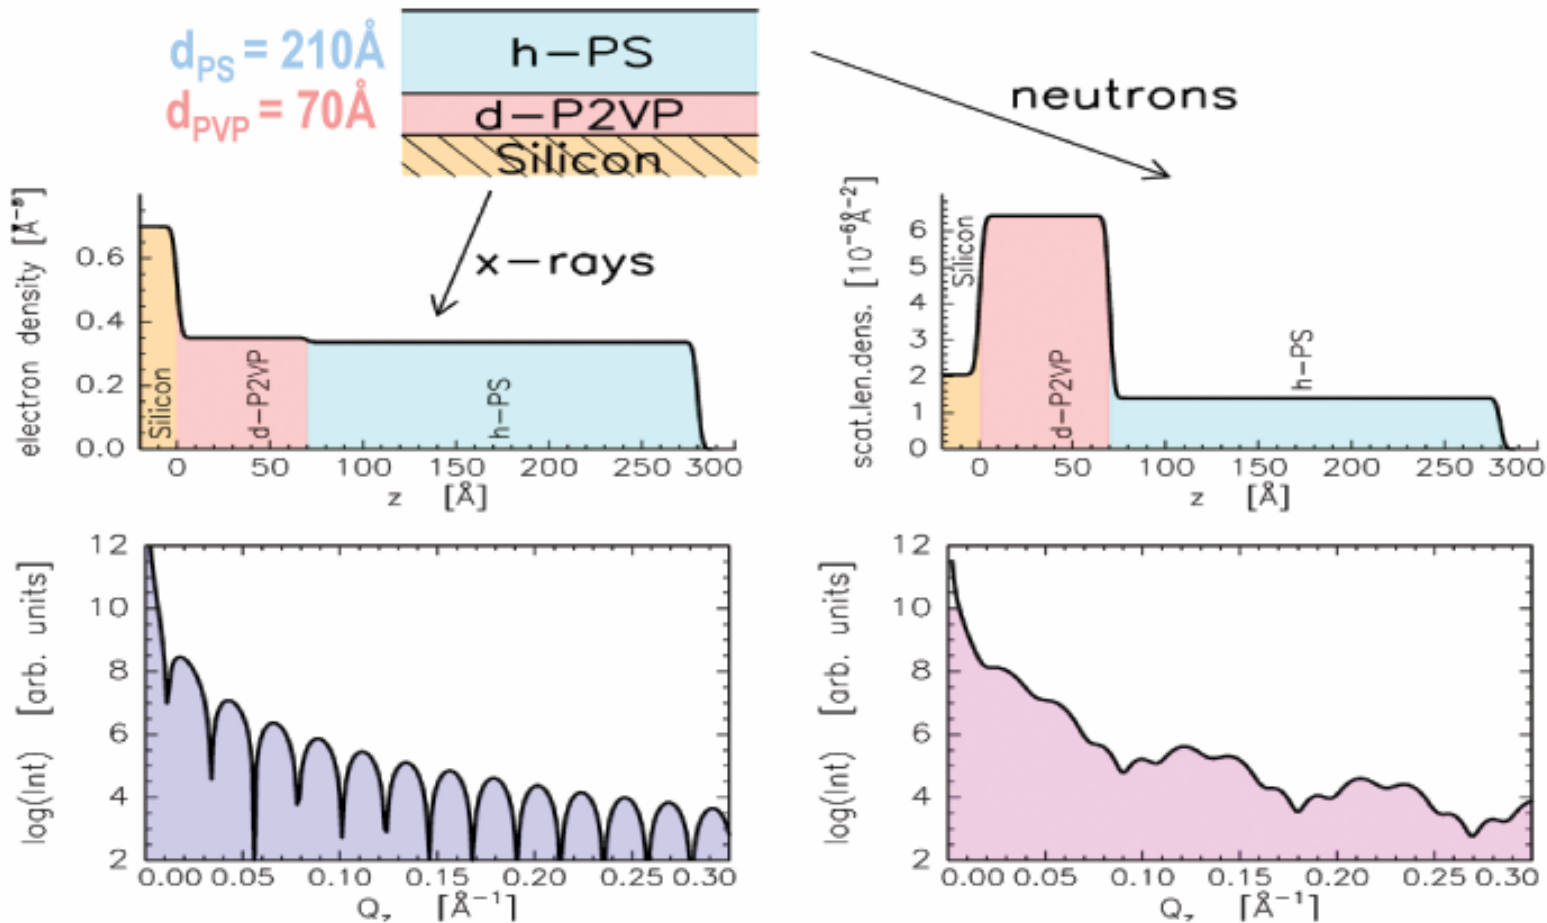 d_PS = 210Å
d_PVP = 70Å
h-PS
d-P2VP
Silicon
neutrons
x-rays
electron density [Å⁻³]
0.6
0.4
0.2
0.0
Silicon
d-P2VP
h-PS
0 50 100 150 200 250 300
z [Å]
scat.len.dens. [10⁻⁶Å⁻²]
6
5
4
3
2
1
0
Silicon
d-P2VP
h-PS
0 50 100 150 200 250 300
z [Å]
log(Int) [arb. units]
12
10
8
6
4
2
0.00 0.05 0.10 0.15 0.20 0.25 0.30
Q_z [Å⁻¹]
log(Int) [arb. units]
12
10
8
6
4
2
0.00 0.05 0.10 0.15 0.20 0.25 0.30
Q_z [Å⁻¹]